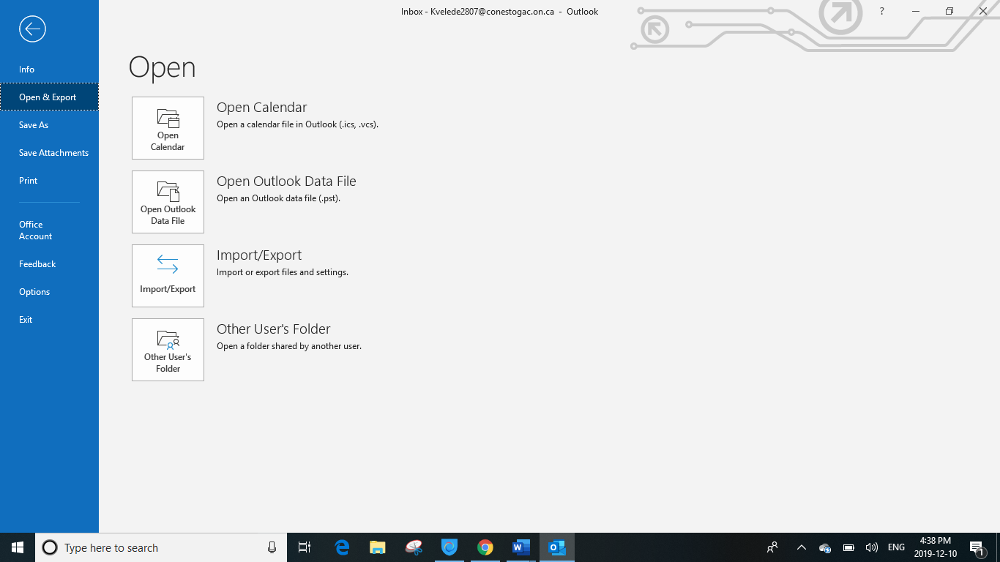 Inbox - Kvelede2807@conestogac.on.ca - Outlook
?
Info
Open & Export
Save As
Save Attachments
Print
Office
Account
Feedback
Options
Exit
Open
Open
Calendar
Open Calendar
Open a calendar file in Outlook (.ics, .vcs).
Open Outlook
Data File
Open Outlook Data File
Open an Outlook data file (.pst).
Import/Export
Import/Export
Import or export files and settings.
Other User's
Folder
Other User's Folder
Open a folder shared by another user.
Type here to search
ENG
4:38 PM
2019-12-10
1